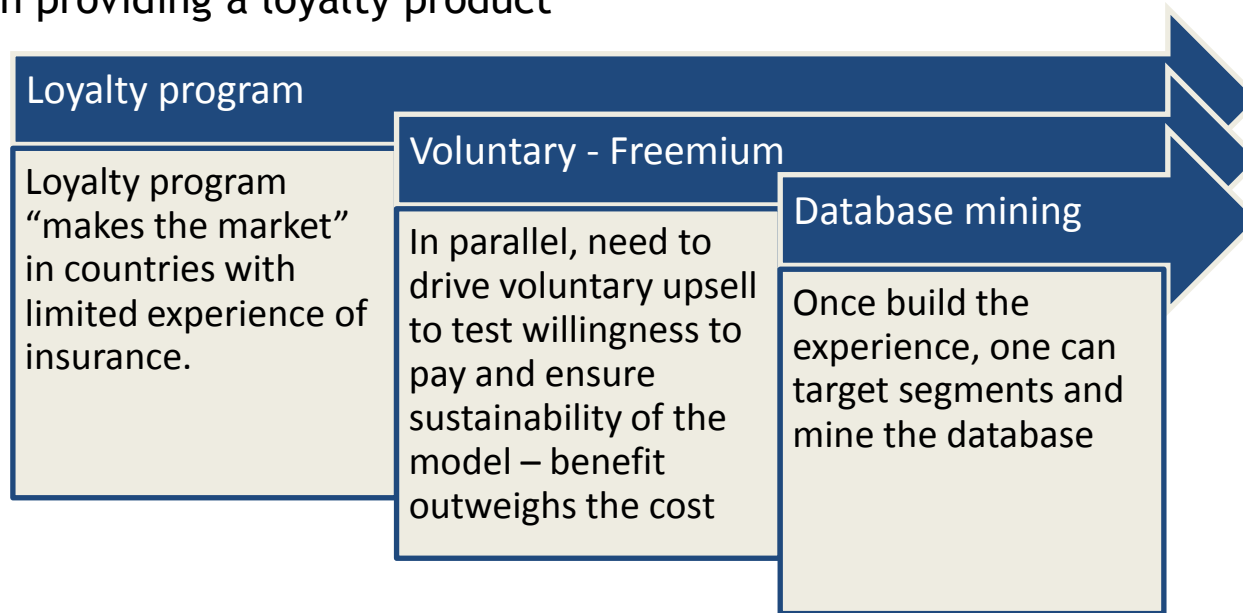 providing a loyalty product
Loyalty program
Loyalty program
“makes the market”
in countries with
limited experience of
insurance.
Voluntary - Freemium
In parallel, need to
drive voluntary upsell
to test willingness to
pay and ensure
sustainability of the
model – benefit
outweighs the cost
Database mining
Once build the
experience, one can
target segments and
mine the database